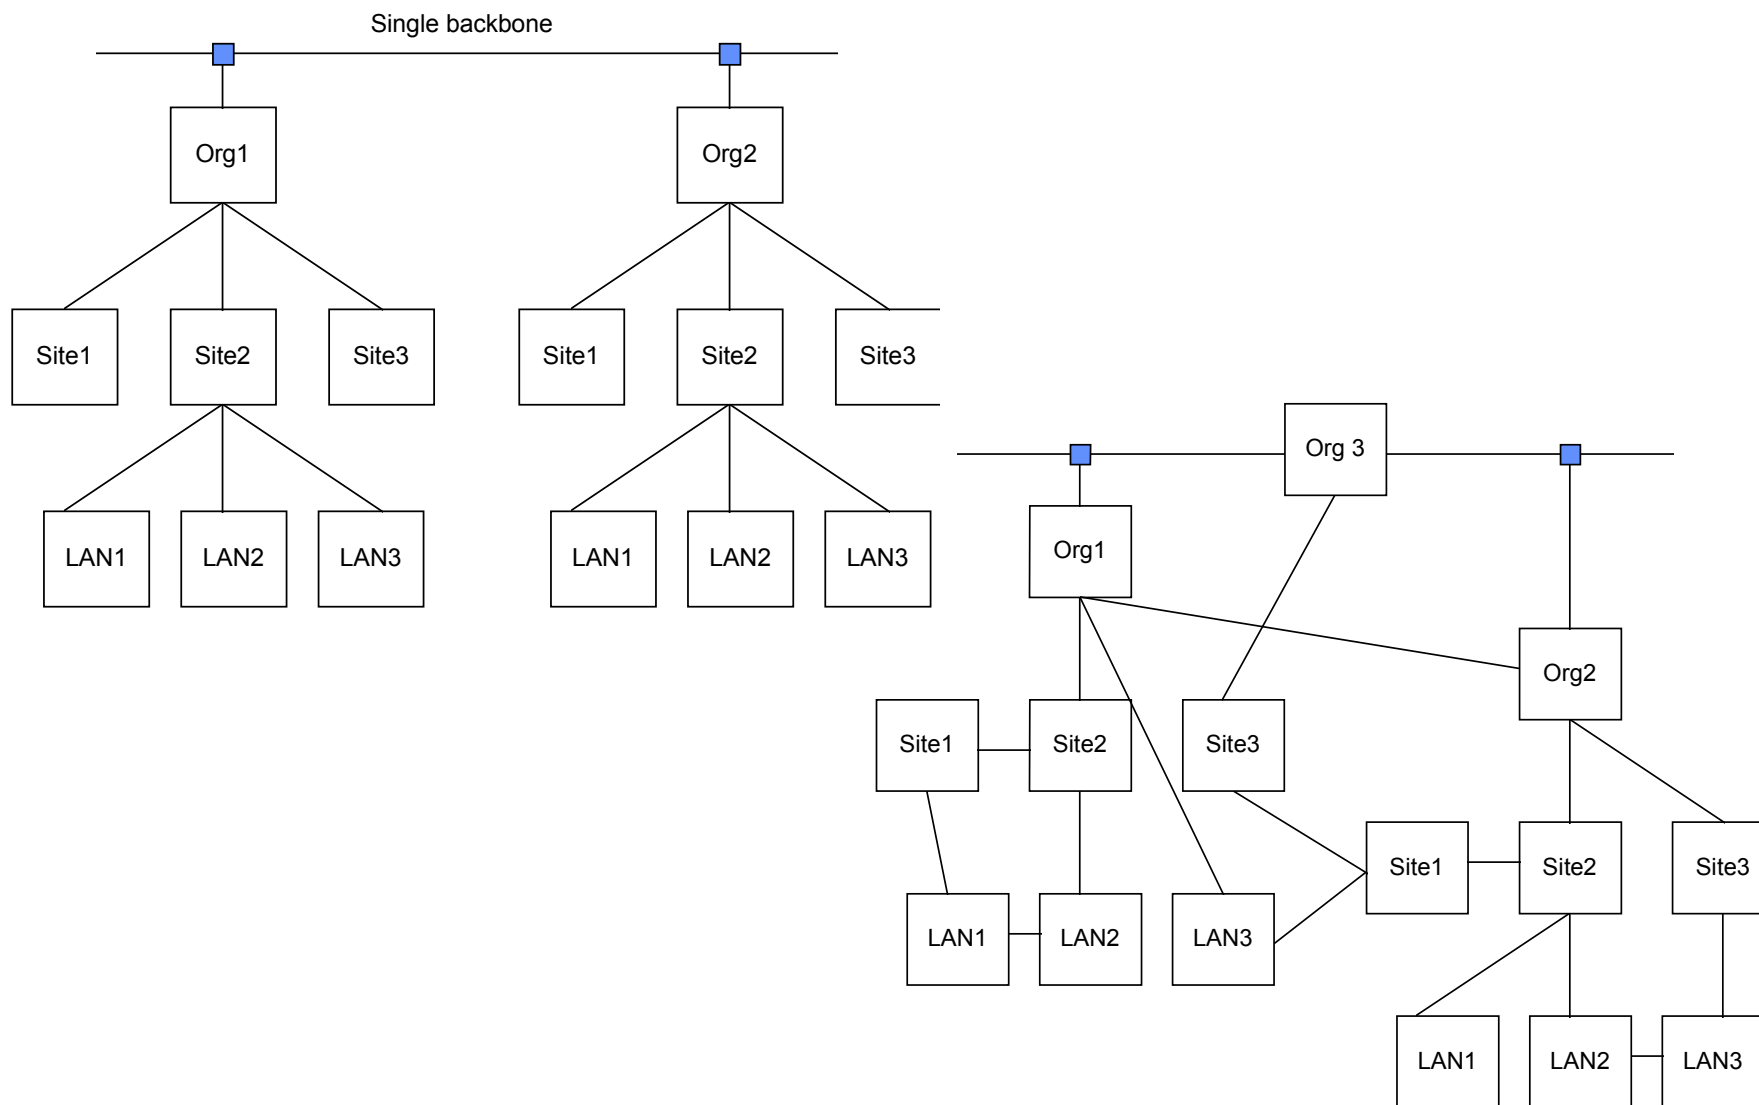 Single backbone
Org1
Org2
Site1
Site2
Site3
Site1
Site2
Site3
LAN1
LAN2
LAN3
LAN1
LAN2
LAN3
Org 3
Org1
Org2
Site1
Site2
Site3
Site1
Site2
Site3
LAN1
LAN2
LAN3
LAN1
LAN2
LAN3